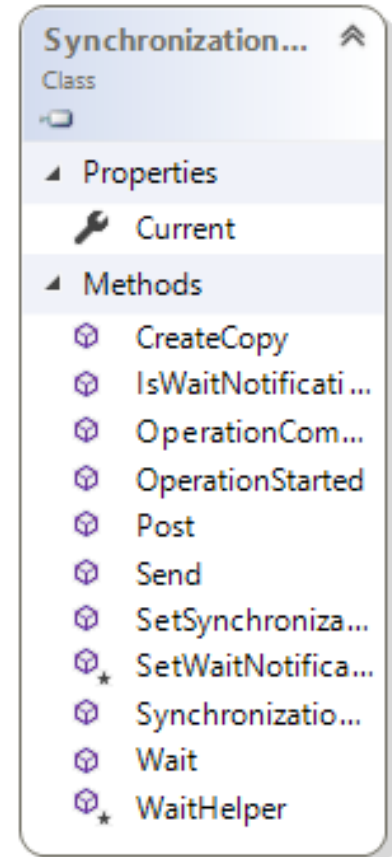 Synchronization...
Class
Properties
Current
Methods
CreateCopy
IsWaitNotificati...
OperationCom...
OperationStarted
Post
Send
SetSynchroniza...
SetWaitNotifica...
Synchronizatio...
Wait
WaitHelper